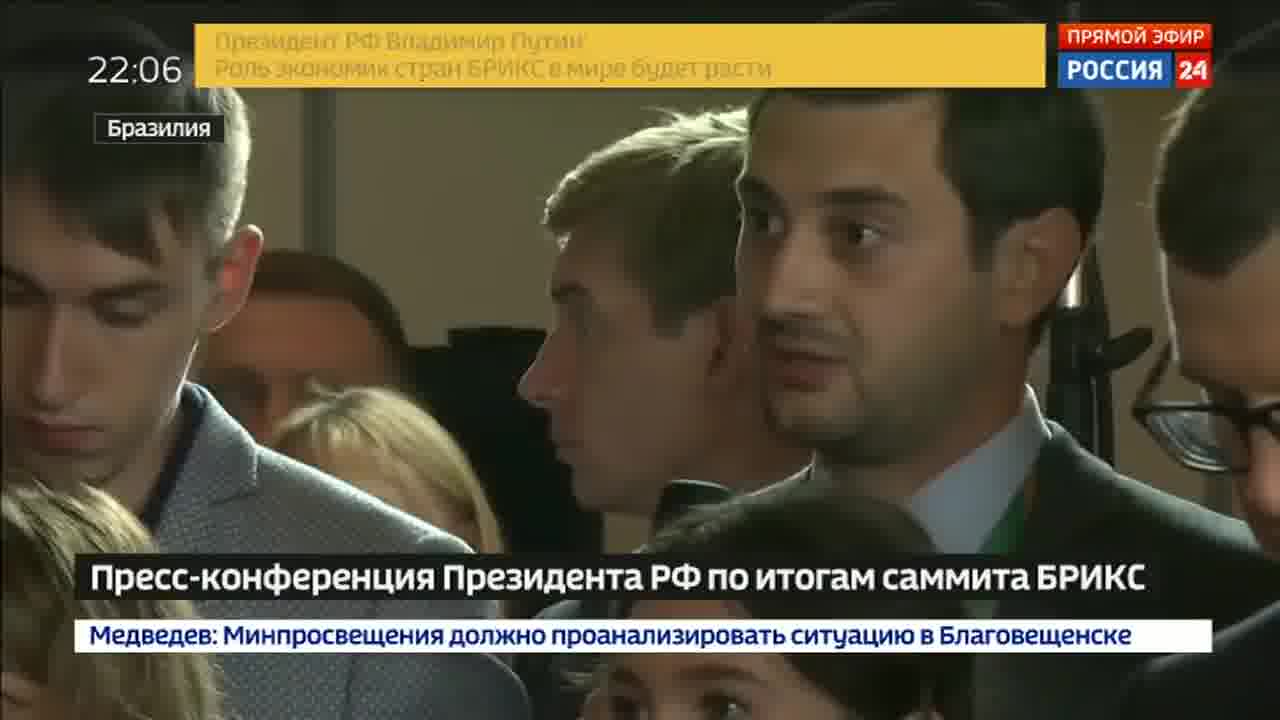 22:06
Президент РФ Владимир Путин
Роль экономик стран БРИКС в мире будет расти
ПРЯМОЙ ЭФИР
РОССИЯ 24
Бразилия
Пресс-конференция Президента РФ по итогам саммита БРИКС
Медведев: Минпросвещения должно проанализировать ситуацию в Благовещенске